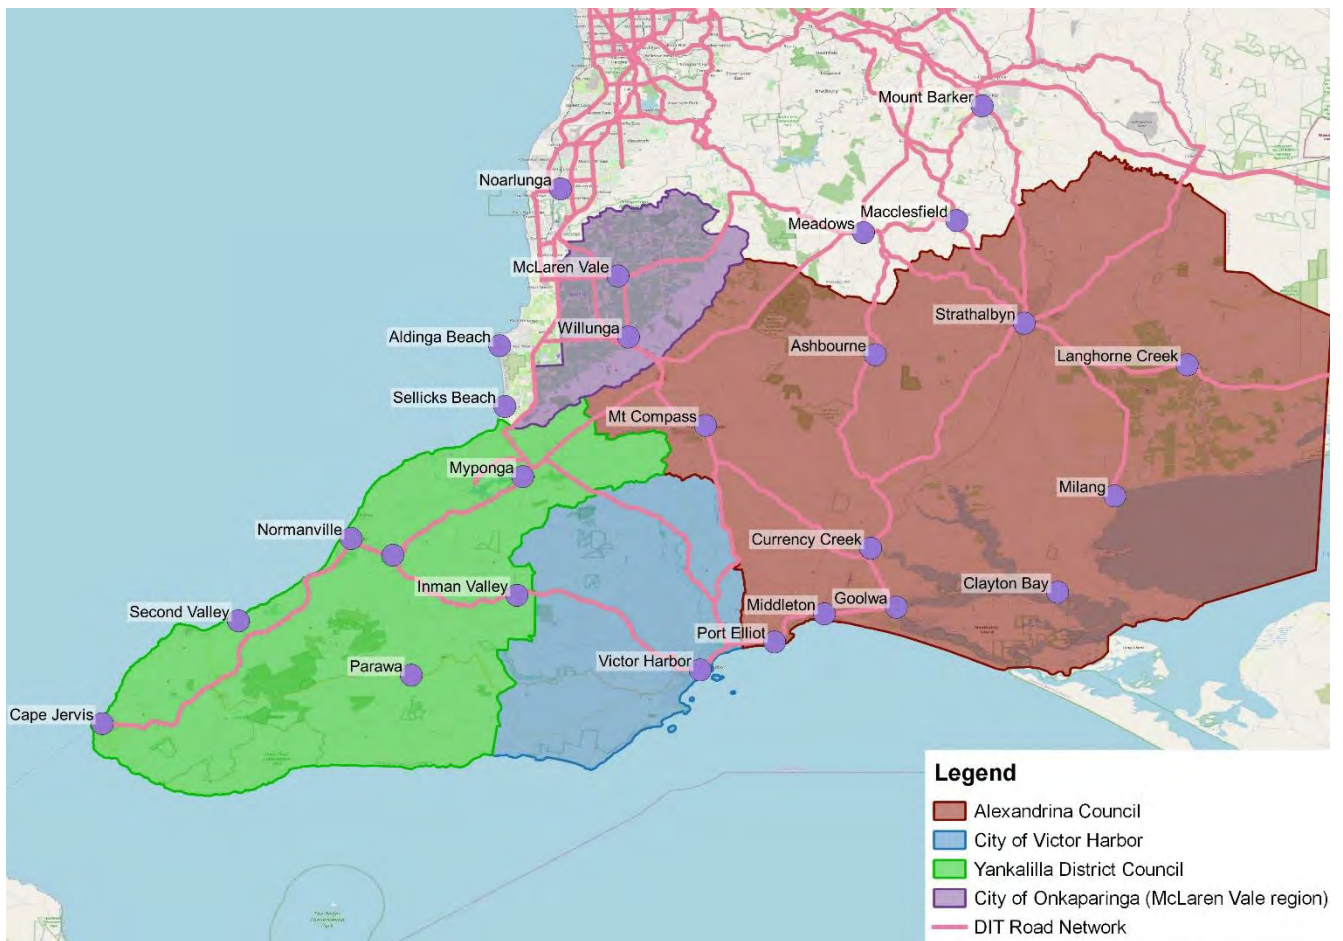 Mount Barker
Noarlunga
Macclesfield
Meadows
McLaren Vale
Strathalbyn
Willunga
Aldinga Beach
Ashbourne
Langhorne Creek
Sellicks Beach
Mt Compass
Myponga
Milang
Normanville
Currency Creek
Inman Valley
Clayton Bay
Second Valley
Middleton
Goolwa
Port Elliot
Parawa
Victor Harbor
Cape Jervis
Legend
Alexandrina Council
City of Victor Harbor
Yankalilla District Council
City of Onkaparinga (McLaren Vale region)
DIT Road Network